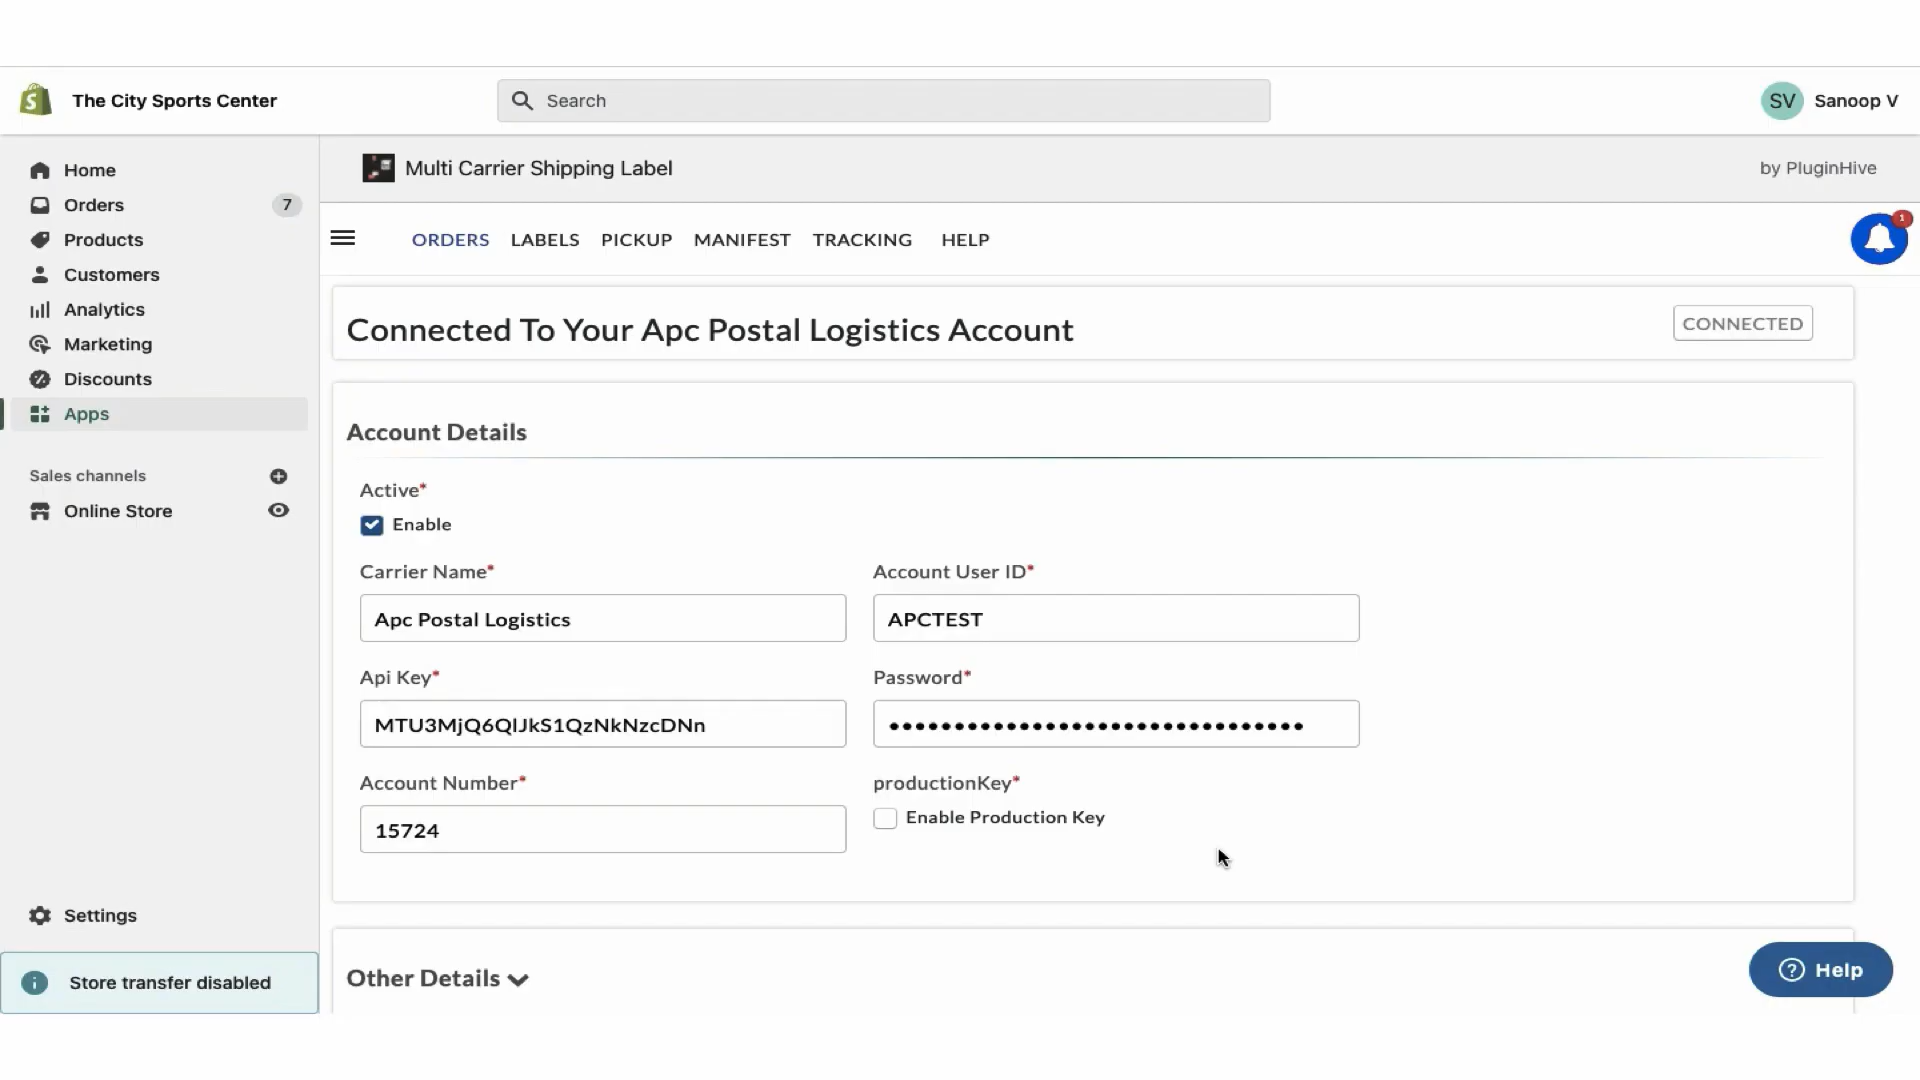 The City Sports Center
Search
SV
Sanoop V
Home
Orders
7
Products
Customers
Analytics
Marketing
Discounts
Apps
Sales channels
Online Store
Settings
Store transfer disabled
Multi Carrier Shipping Label
by PluginHive
ORDERS LABELS PICKUP MANIFEST TRACKING HELP
1
Connected To Your Apc Postal Logistics Account
CONNECTED
Account Details
Active*
Enable
Carrier Name*
Apc Postal Logistics
Account User ID*
APCTEST
Api Key*
MTU3MjQ6QlJkS1QzNkNzcDNn
Password*
••••••••••••••••••••••••••••••••
Account Number*
15724
productionKey*
Enable Production Key
Other Details
Help